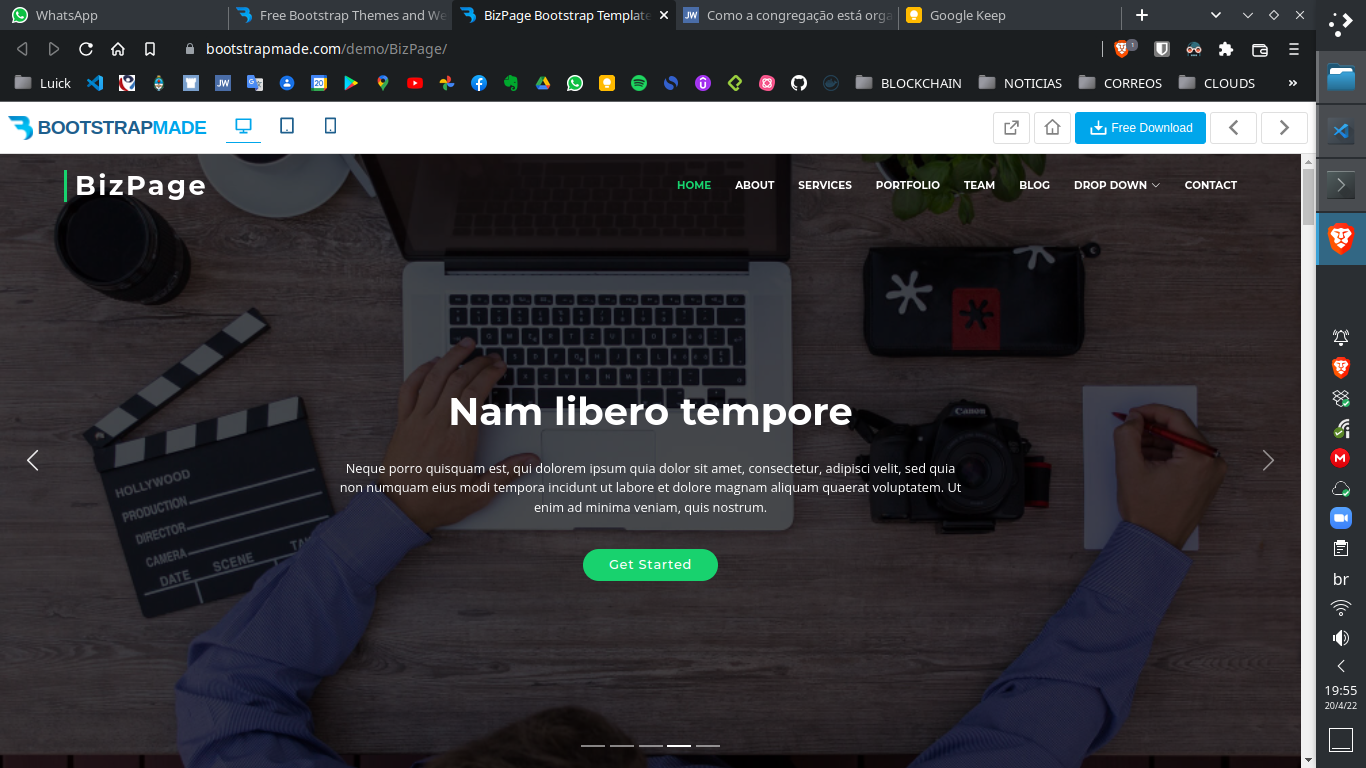 WhatsApp
Free Bootstrap Themes and We
BizPage Bootstrap Template
Como a congregação está orga
Google Keep
bootstrapmade.com/demo/BizPage/
1
Luick
JW
20
BLOCKCHAIN
NOTICIAS
CORREOS
CLOUDS
»
BOOTSTRAPMADE
Free Download
BizPage
HOME
ABOUT
SERVICES
PORTFOLIO
TEAM
BLOG
DROP DOWN
CONTACT
Canon
Nam libero tempore
Neque porro quisquam est, qui dolorem ipsum quia dolor sit amet, consectetur, adipisci velit, sed quia
non numquam eius modi tempora incidunt ut labore et dolore magnam aliquam quaerat voluptatem. Ut
enim ad minima veniam, quis nostrum.
Get Started
HOLLYWOOD
PRODUCTION
DIRECTOR
CAMERA
DATE SCENE
br
19:55
20/4/22